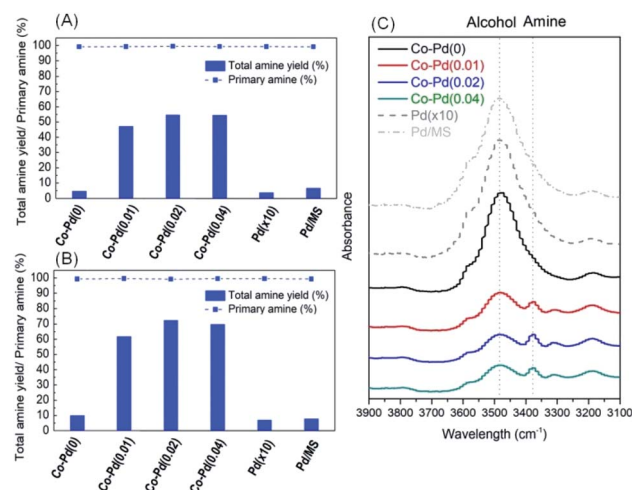 (A)
Total amine yield/ Primary amine (%)
100
90
80
70
60
50
40
30
20
10
0
Total amine yield (%)
Primary amine (%)
Co-Pd(0)
Co-Pd(0.01)
Co-Pd(0.02)
Co-Pd(0.04)
Pd(x10)
Pd/MS
(B)
Total amine yield/ Primary amine (%)
100
90
80
70
60
50
40
30
20
10
0
Total amine yield (%)
Primary amine (%)
Co-Pd(0)
Co-Pd(0.01)
Co-Pd(0.02)
Co-Pd(0.04)
Pd(x10)
Pd/MS
(C)
Alcohol Amine
Co-Pd(0)
Co-Pd(0.01)
Co-Pd(0.02)
Co-Pd(0.04)
Pd(x10)
Pd/MS
Absorbance
3900 3800 3700 3600 3500 3400 3300 3200 3100
Wavelength (cm-1)